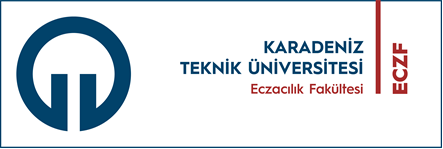 KARADENİZ
TEKNİK ÜNİVERSİTESİ
Eczacılık Fakültesi
ECZF